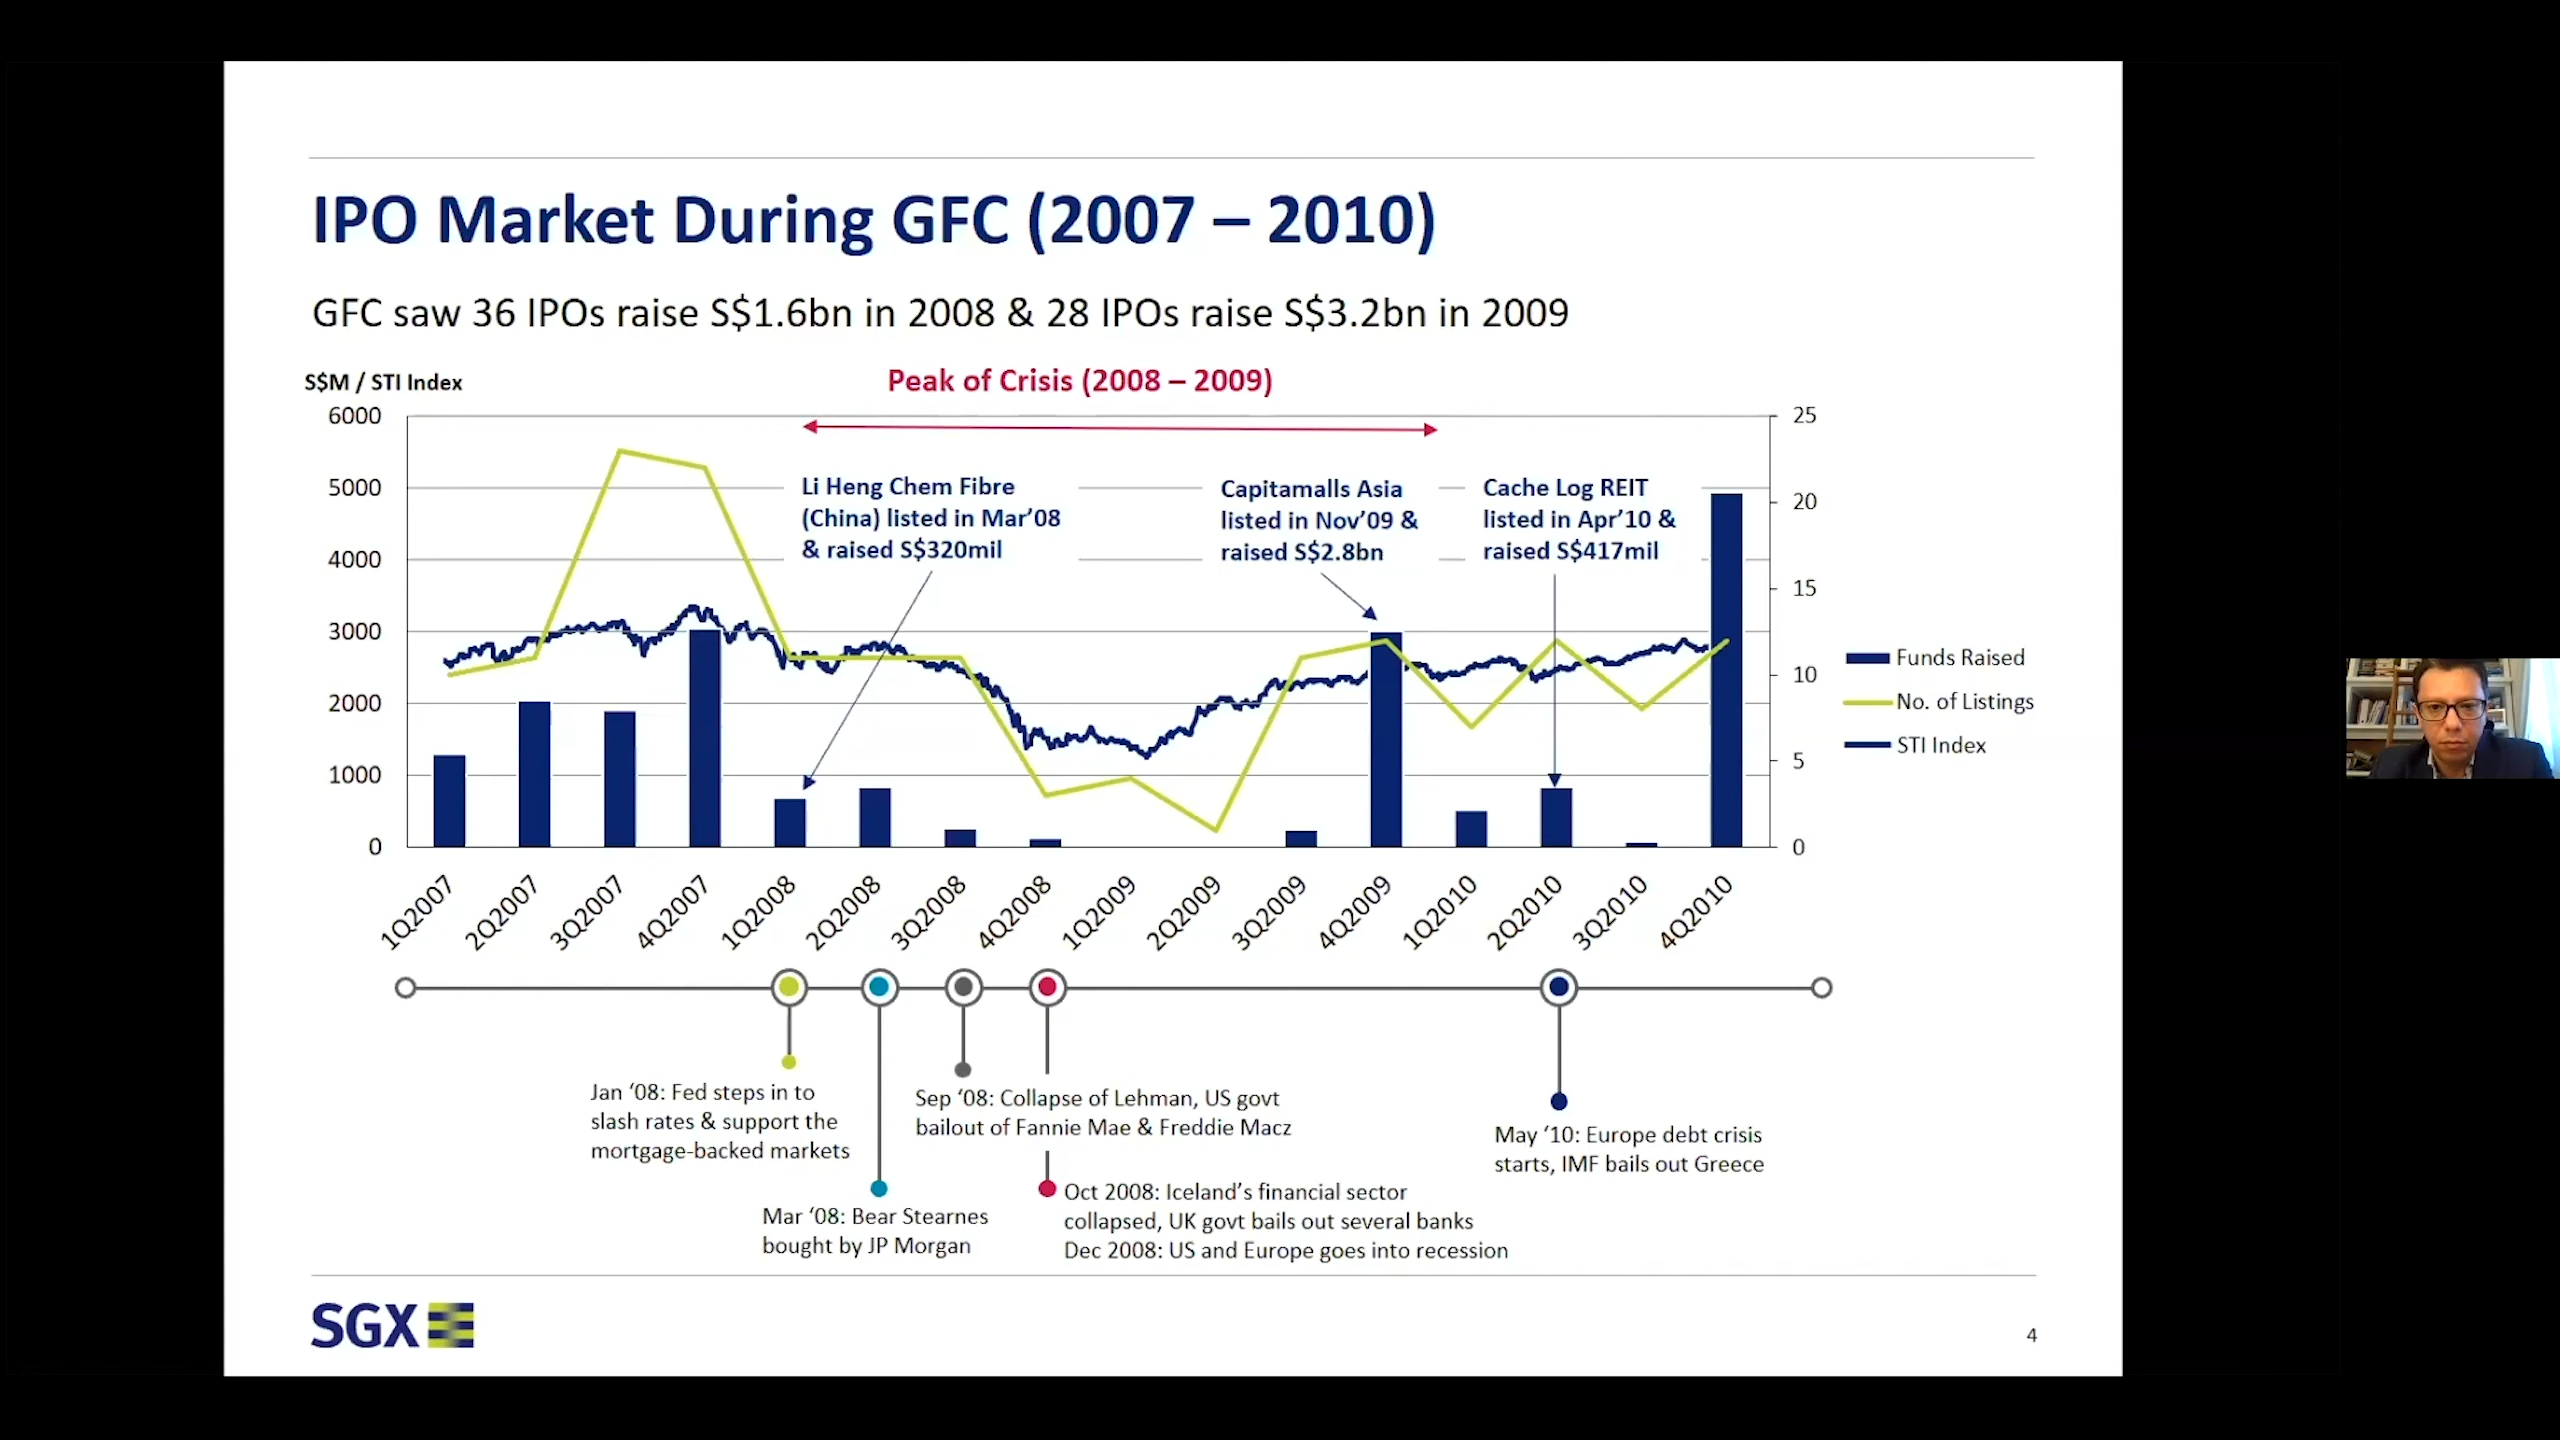 IPO Market During GFC (2007 – 2010)
GFC saw 36 IPOs raise S$1.6bn in 2008 & 28 IPOs raise S$3.2bn in 2009
S$M / STI Index
Peak of Crisis (2008 – 2009)
6000
5000
4000
3000
2000
1000
0
25
20
15
10
5
0
Li Heng Chem Fibre
(China) listed in Mar’08
& raised S$320mil
Capitamalls Asia
listed in Nov’09 &
raised S$2.8bn
Cache Log REIT
listed in Apr’10 &
raised S$417mil
Funds Raised
No. of Listings
STI Index
1Q2007
2Q2007
3Q2007
4Q2007
1Q2008
2Q2008
3Q2008
4Q2008
1Q2009
2Q2009
3Q2009
4Q2009
1Q2010
2Q2010
3Q2010
4Q2010
Jan ‘08: Fed steps in to
slash rates & support the
mortgage-backed markets
Mar ‘08: Bear Stearnes
bought by JP Morgan
Sep ‘08: Collapse of Lehman, US govt
bailout of Fannie Mae & Freddie Macz
Oct 2008: Iceland’s financial sector
collapsed, UK govt bails out several banks
Dec 2008: US and Europe goes into recession
May ‘10: Europe debt crisis
starts, IMF bails out Greece
SGX
4